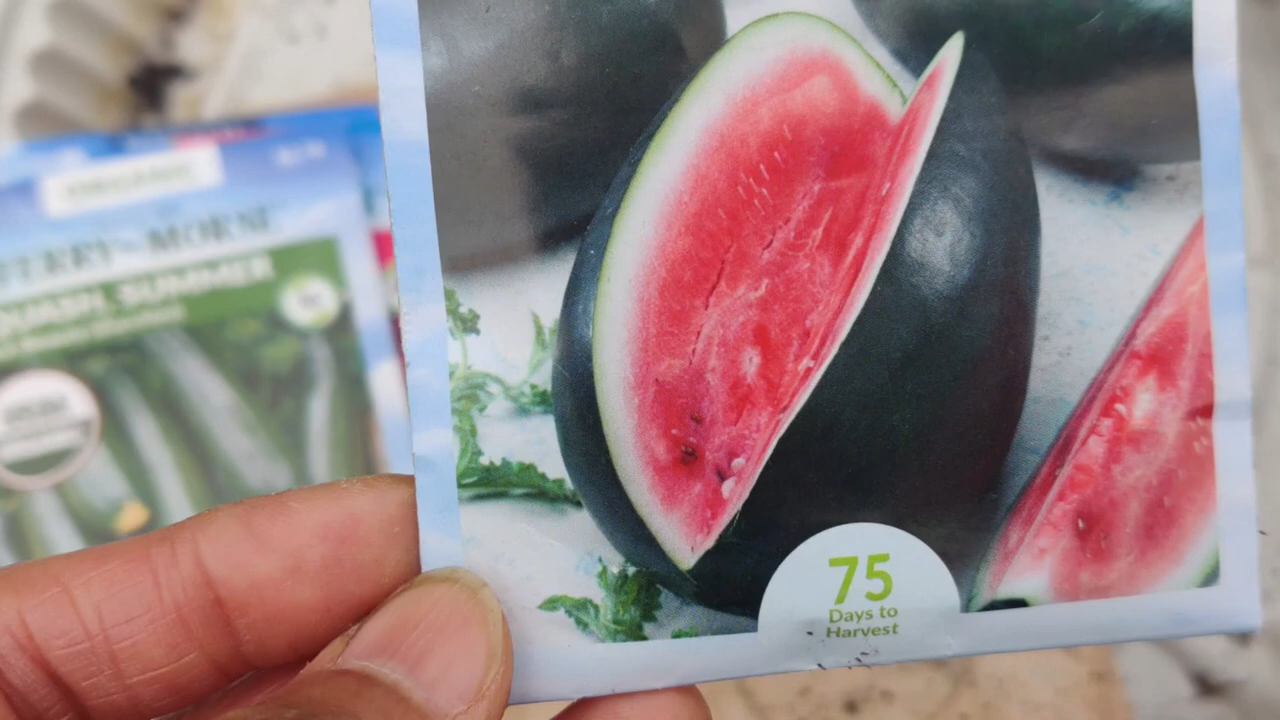 ORGANIC
FERRY-MORSE
SQUASH, SUMMER
75
Days to
Harvest